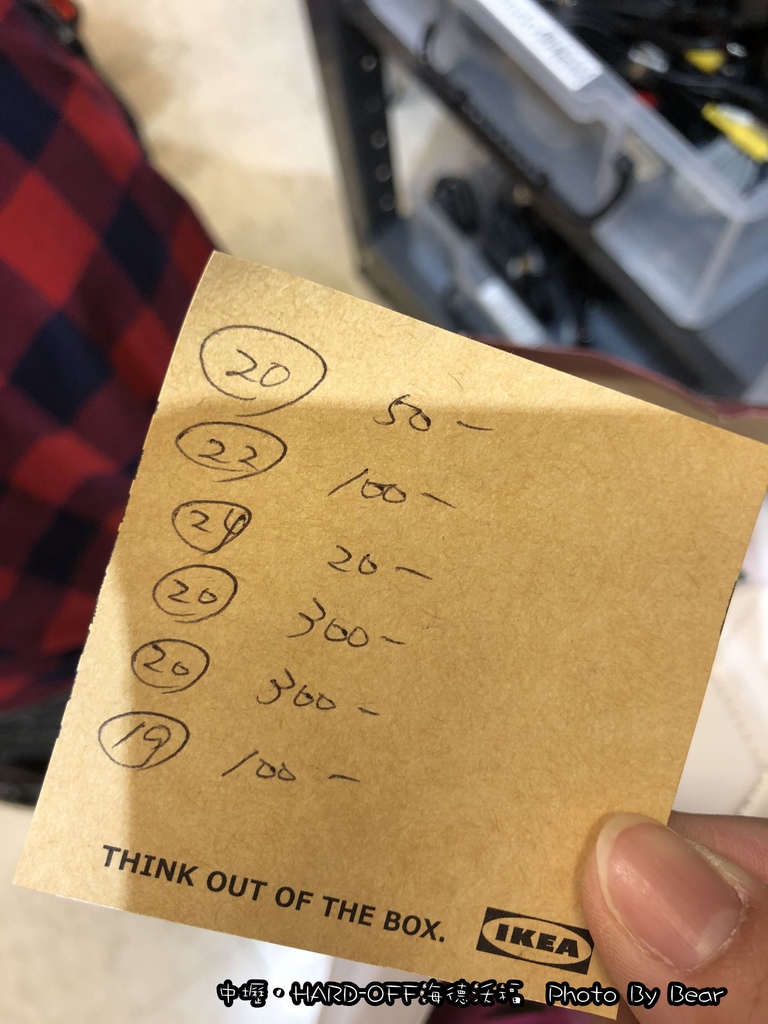 20 50-
22 100-
24 20-
20 300-
20 300-
19 100-
THINK OUT OF THE BOX.
IKEA
中壢·HARD-OFF海德沃福 Photo By Bear